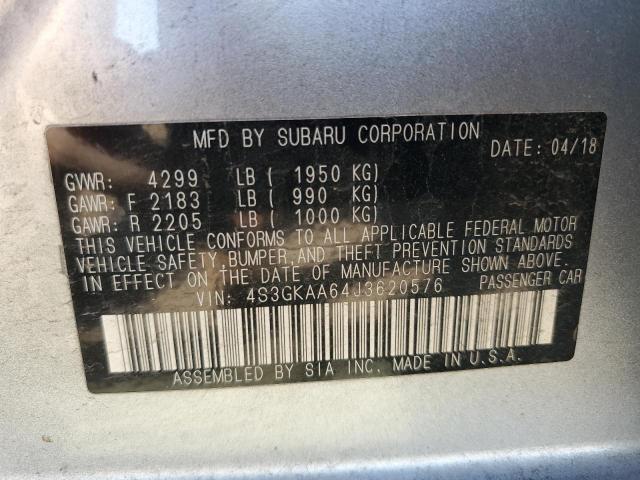 MFD BY SUBARU CORPORATION DATE: 04/18
GVWR: 4299 LB ( 1950 KG)
GAWR: F 2183 LB ( 990 KG)
GAWR: R 2205 LB ( 1000 KG)
THIS VEHICLE CONFORMS TO ALL APPLICABLE FEDERAL MOTOR
VEHICLE SAFETY, BUMPER, AND THEFT PREVENTION STANDARDS
IN EFFECT ON THE DATE OF MANUFACTURE SHOWN ABOVE.
VIN: 4S3GKAA64J3620576 PASSENGER CAR
ASSEMBLED BY SIA INC. MADE IN U.S.A.